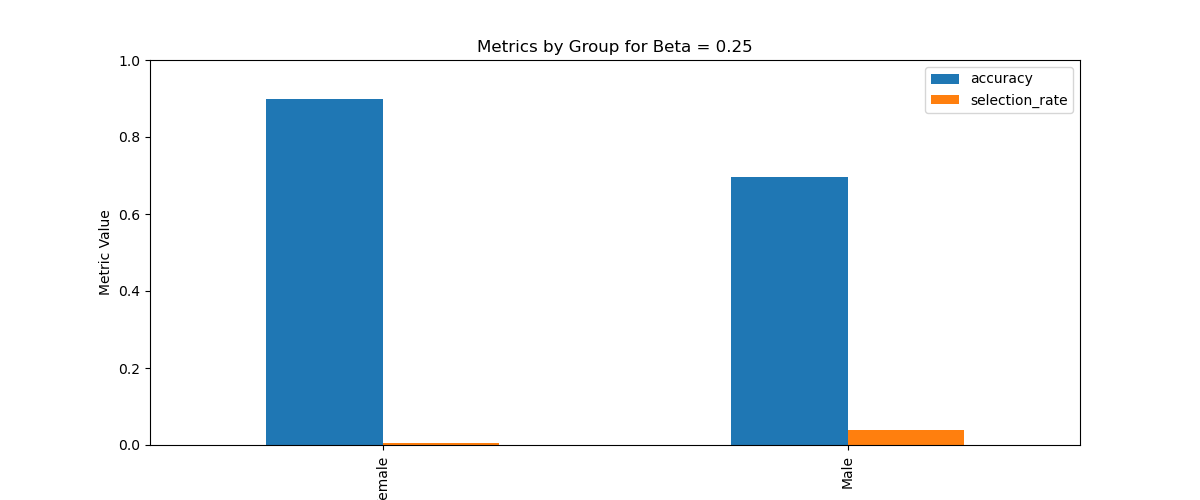 Metrics by Group for Beta = 0.25
accuracy
selection_rate
Metric Value
1.0
0.8
0.6
0.4
0.2
0.0
emale
Male